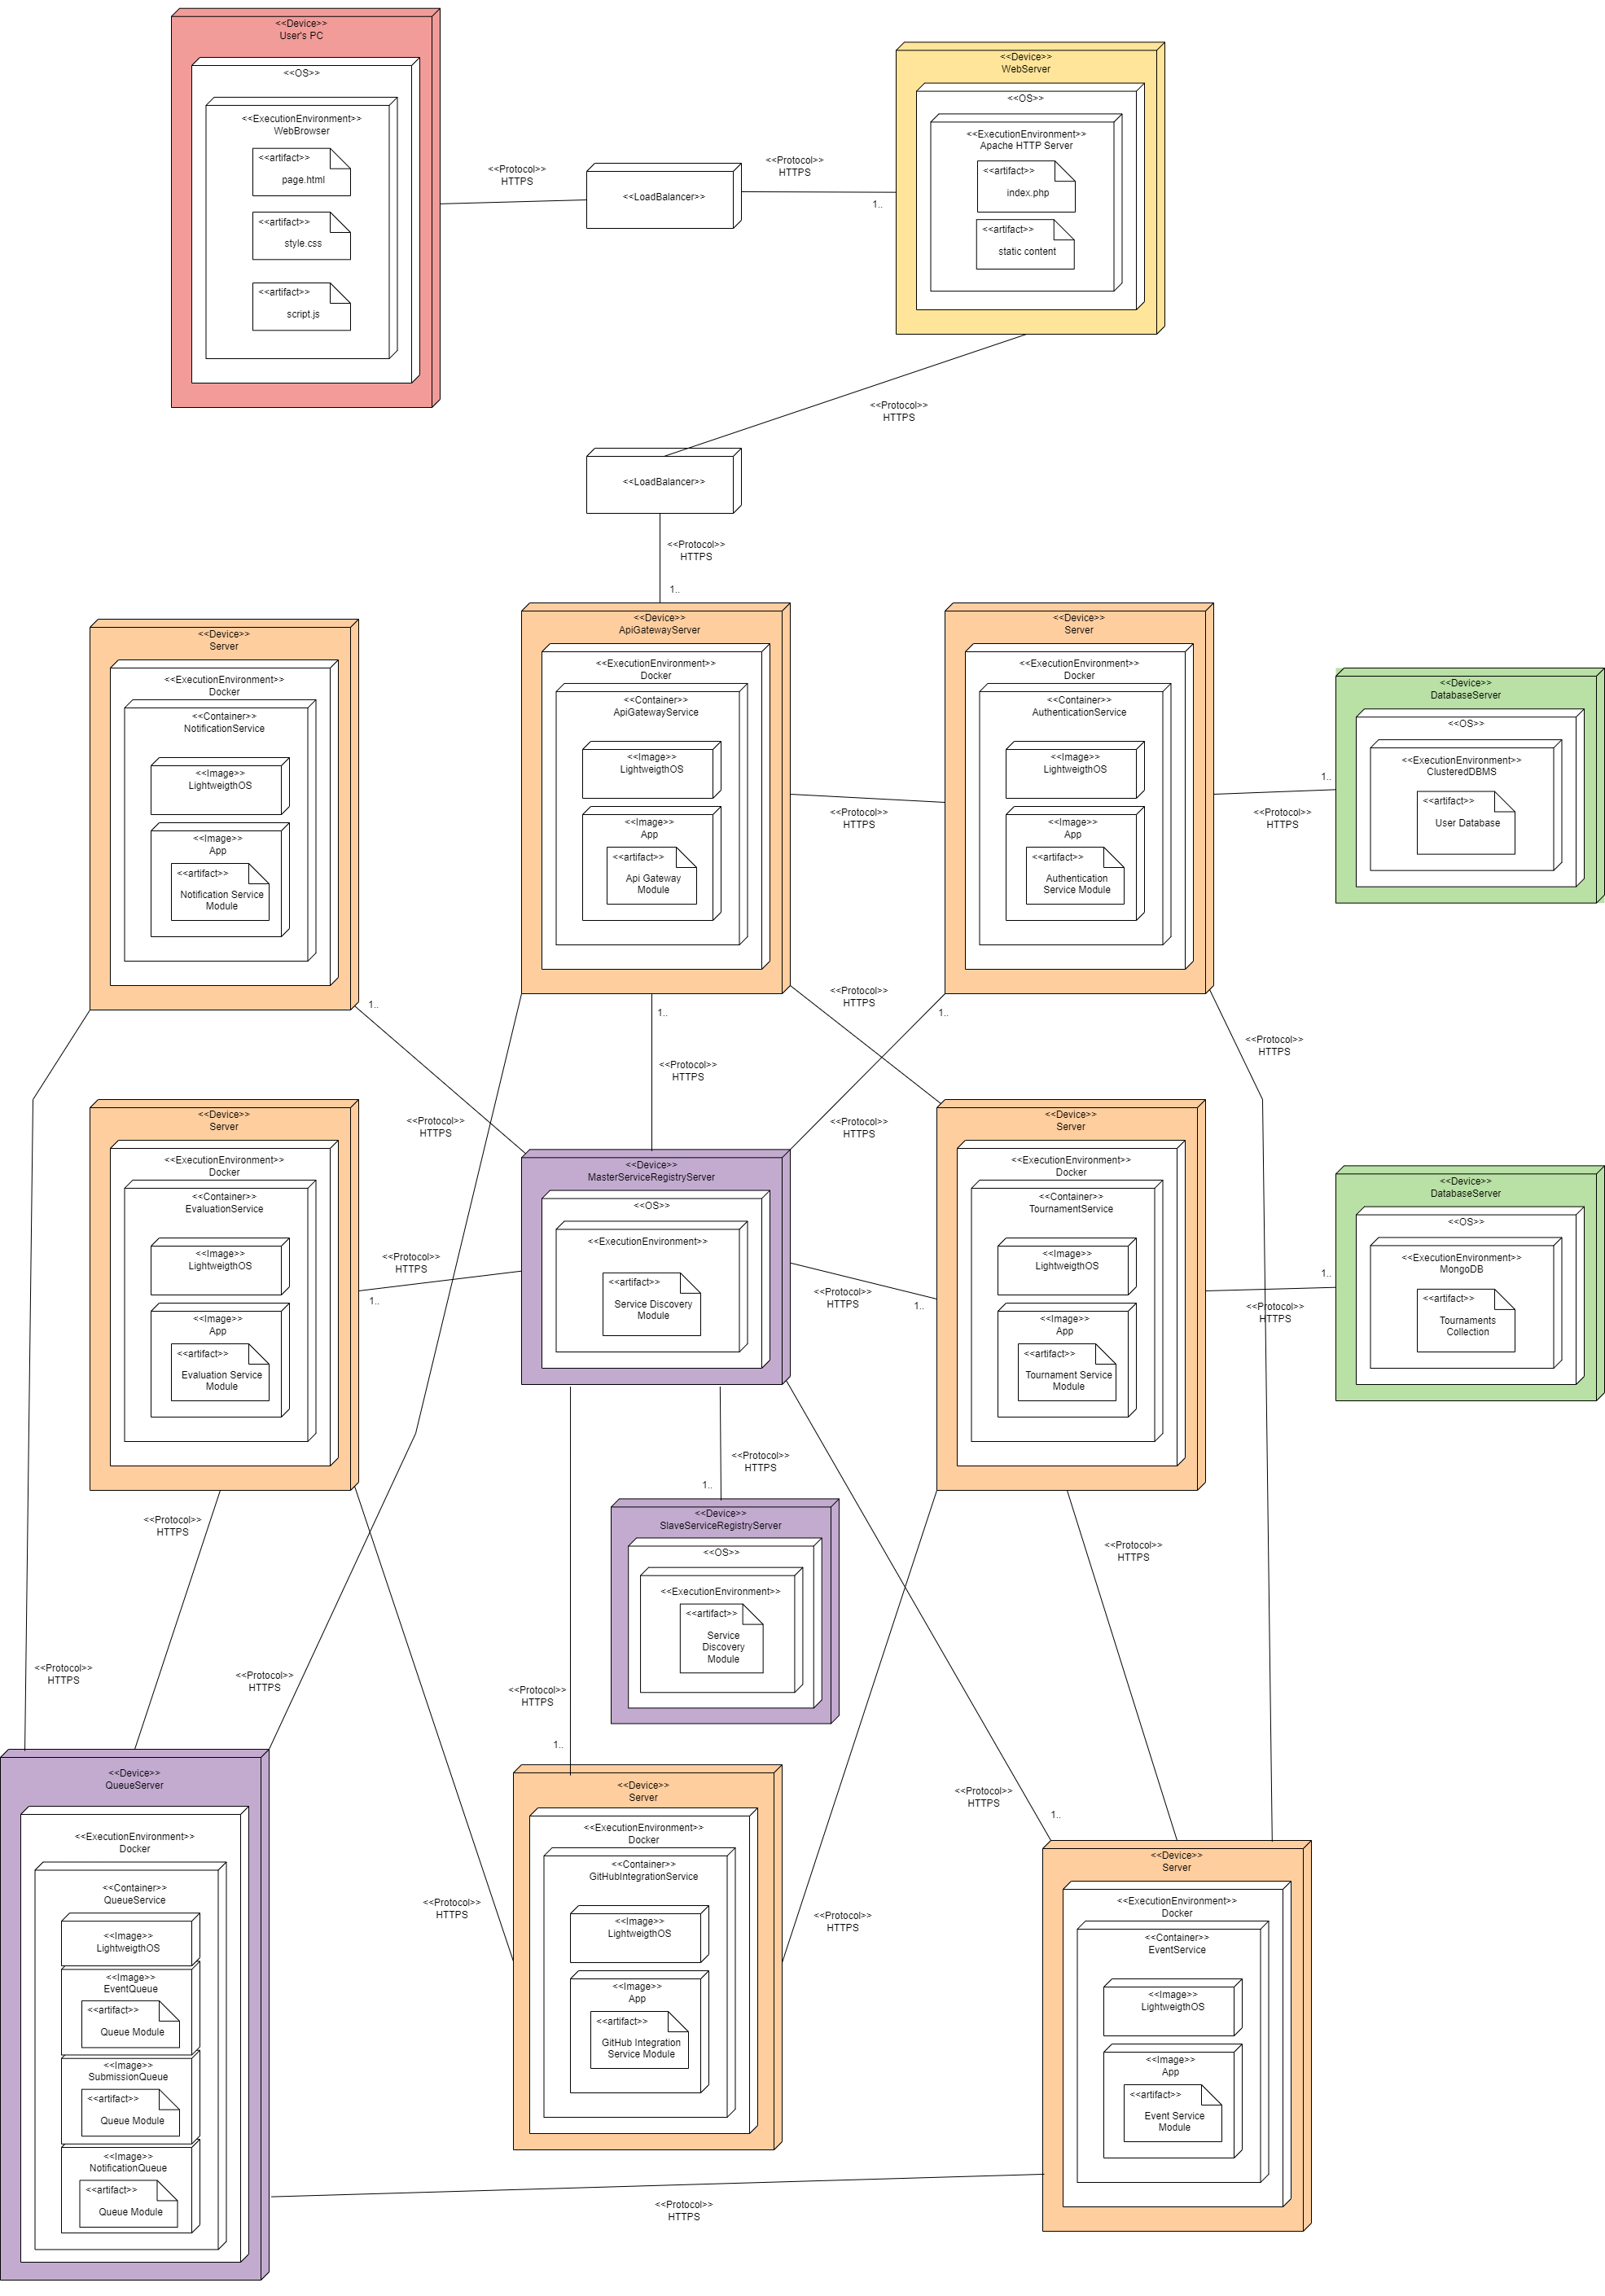 <<Device>>
User's PC
<<OS>>
<<ExecutionEnvironment>>
WebBrowser
<<artifact>>
page.html
<<artifact>>
style.css
<<artifact>>
script.js
<<Protocol>>
HTTPS
<<LoadBalancer>>
<<Protocol>>
HTTPS
1..
<<Device>>
WebServer
<<OS>>
<<ExecutionEnvironment>>
Apache HTTP Server
<<artifact>>
index.php
<<artifact>>
static content
<<Protocol>>
HTTPS
<<LoadBalancer>>
<<Protocol>>
HTTPS
1..
<<Device>>
Server
<<ExecutionEnvironment>>
Docker
<<Container>>
NotificationService
<<Image>>
LightweigthOS
<<Image>>
App
<<artifact>>
Notification Service
Module
<<Device>>
ApiGatewayServer
<<ExecutionEnvironment>>
Docker
<<Container>>
ApiGatewayService
<<Image>>
LightweigthOS
<<Image>>
App
<<artifact>>
Api Gateway
Module
<<Protocol>>
HTTPS
<<Device>>
Server
<<ExecutionEnvironment>>
Docker
<<Container>>
AuthenticationService
<<Image>>
LightweigthOS
<<Image>>
App
<<artifact>>
Authentication
Service Module
1..
<<Protocol>>
HTTPS
<<Device>>
DatabaseServer
<<OS>>
<<ExecutionEnvironment>>
ClusteredDBMS
<<artifact>>
User Database
1..
1..
<<Protocol>>
HTTPS
1..
<<Protocol>>
HTTPS
<<Protocol>>
HTTPS
<<Protocol>>
HTTPS
<<Protocol>>
HTTPS
<<Device>>
Server
<<ExecutionEnvironment>>
Docker
<<Container>>
EvaluationService
<<Image>>
LightweigthOS
<<Image>>
App
<<artifact>>
Evaluation Service
Module
<<Protocol>>
HTTPS
1..
<<Device>>
MasterServiceRegistryServer
<<OS>>
<<ExecutionEnvironment>>
<<artifact>>
Service Discovery
Module
<<Protocol>>
HTTPS
1..
<<Device>>
Server
<<ExecutionEnvironment>>
Docker
<<Container>>
TournamentService
<<Image>>
LightweigthOS
<<Image>>
App
<<artifact>>
Tournament Service
Module
1..
<<Protocol>>
HTTPS
<<Device>>
DatabaseServer
<<OS>>
<<ExecutionEnvironment>>
MongoDB
<<artifact>>
Tournaments
Collection
<<Protocol>>
HTTPS
<<Protocol>>
HTTPS
1..
<<Protocol>>
HTTPS
<<Device>>
SlaveServiceRegistryServer
<<OS>>
<<ExecutionEnvironment>>
<<artifact>>
Service
Discovery
Module
<<Protocol>>
HTTPS
<<Protocol>>
HTTPS
<<Protocol>>
HTTPS
1..
<<Protocol>>
HTTPS
1..
<<Device>>
QueueServer
<<ExecutionEnvironment>>
Docker
<<Container>>
QueueService
<<Image>>
LightweigthOS
<<Image>>
EventQueue
<<artifact>>
Queue Module
<<Image>>
SubmissionQueue
<<artifact>>
Queue Module
<<Image>>
NotificationQueue
<<artifact>>
Queue Module
<<Protocol>>
HTTPS
<<Device>>
Server
<<ExecutionEnvironment>>
Docker
<<Container>>
GitHubIntegrationService
<<Image>>
LightweigthOS
<<Image>>
App
<<artifact>>
GitHub Integration
Service Module
<<Protocol>>
HTTPS
<<Device>>
Server
<<ExecutionEnvironment>>
Docker
<<Container>>
EventService
<<Image>>
LightweigthOS
<<Image>>
App
<<artifact>>
Event Service
Module
<<Protocol>>
HTTPS